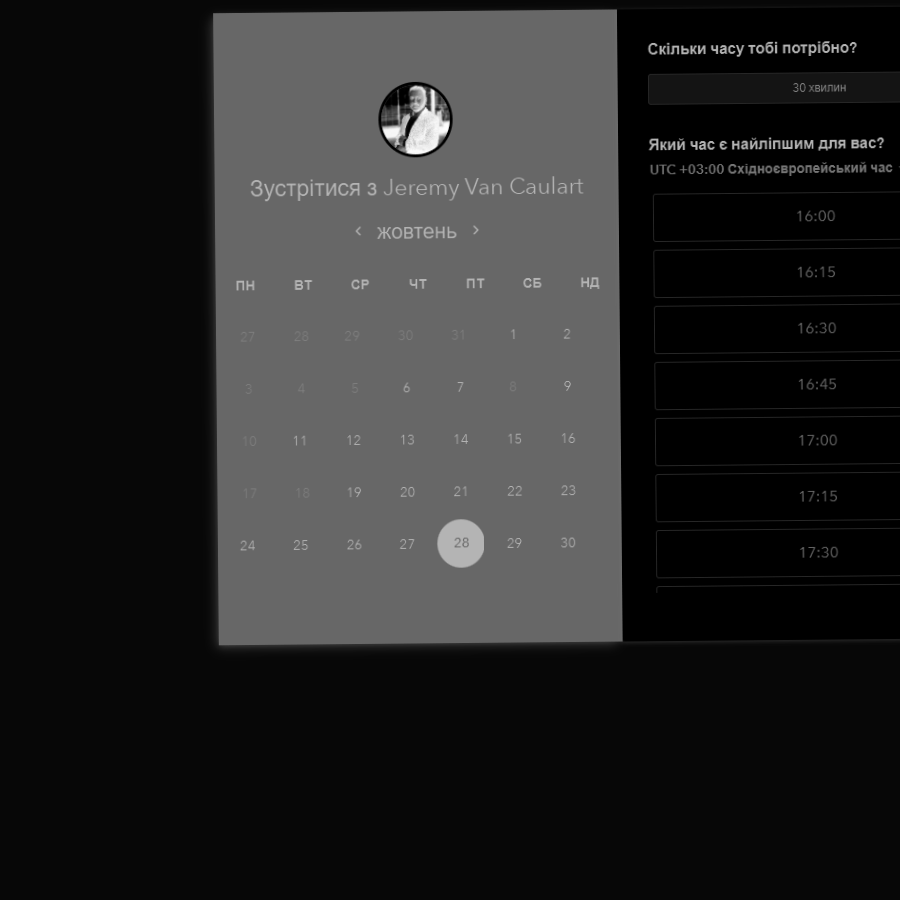 Зустрітися з Jeremy Van Caulart
‹ жовтень ›
ПН ВТ СР ЧТ ПТ СБ НД
27 28 29 30 31 1 2
3 4 5 6 7 8 9
10 11 12 13 14 15 16
17 18 19 20 21 22 23
24 25 26 27 28 29 30
Скільки часу тобі потрібно?
30 хвилин
Який час є найліпшим для вас?
UTC +03:00 Східноєвропейський час
16:00
16:15
16:30
16:45
17:00
17:15
17:30